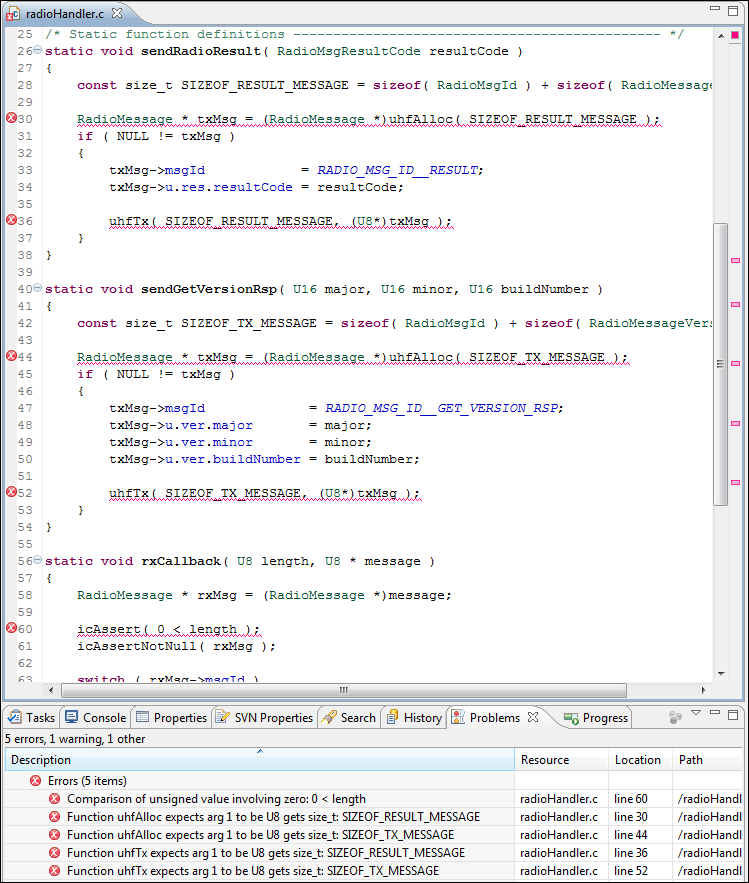 radioHandler.c
25 /* Static function definitions ---------------------------------------------- */
26 static void sendRadioResult( RadioMsgResultCode resultCode )
27 {
28     const size_t SIZEOF_RESULT_MESSAGE = sizeof( RadioMsgId ) + sizeof( RadioMessage
29
30     RadioMessage * txMsg = (RadioMessage *)uhfAlloc( SIZEOF_RESULT_MESSAGE );
31     if ( NULL != txMsg )
32     {
33         txMsg->msgId            = RADIO_MSG_ID__RESULT;
34         txMsg->u.res.resultCode = resultCode;
35
36         uhfTx( SIZEOF_RESULT_MESSAGE, (U8*)txMsg );
37     }
38 }
39
40 static void sendGetVersionRsp( U16 major, U16 minor, U16 buildNumber )
41 {
42     const size_t SIZEOF_TX_MESSAGE = sizeof( RadioMsgId ) + sizeof( RadioMessageVers
43
44     RadioMessage * txMsg = (RadioMessage *)uhfAlloc( SIZEOF_TX_MESSAGE );
45     if ( NULL != txMsg )
46     {
47         txMsg->msgId             = RADIO_MSG_ID__GET_VERSION_RSP;
48         txMsg->u.ver.major       = major;
49         txMsg->u.ver.minor       = minor;
50         txMsg->u.ver.buildNumber = buildNumber;
51
52         uhfTx( SIZEOF_TX_MESSAGE, (U8*)txMsg );
53     }
54 }
55
56 static void rxCallback( U8 length, U8 * message )
57 {
58     RadioMessage * rxMsg = (RadioMessage *)message;
59
60     icAssert( 0 < length );
61     icAssertNotNull( rxMsg );
62
63     switch ( rxMsg->msgId )
Tasks Console Properties SVN Properties Search History Problems Progress
5 errors, 1 warning, 1 other
Description Resource Location Path
Errors (5 items)
Comparison of unsigned value involving zero: 0 < length radioHandler.c line 60 /radioHandl
Function uhfAlloc expects arg 1 to be U8 gets size_t: SIZEOF_RESULT_MESSAGE radioHandler.c line 30 /radioHandl
Function uhfAlloc expects arg 1 to be U8 gets size_t: SIZEOF_TX_MESSAGE radioHandler.c line 44 /radioHandl
Function uhfTx expects arg 1 to be U8 gets size_t: SIZEOF_RESULT_MESSAGE radioHandler.c line 36 /radioHandl
Function uhfTx expects arg 1 to be U8 gets size_t: SIZEOF_TX_MESSAGE radioHandler.c line 52 /radioHandl